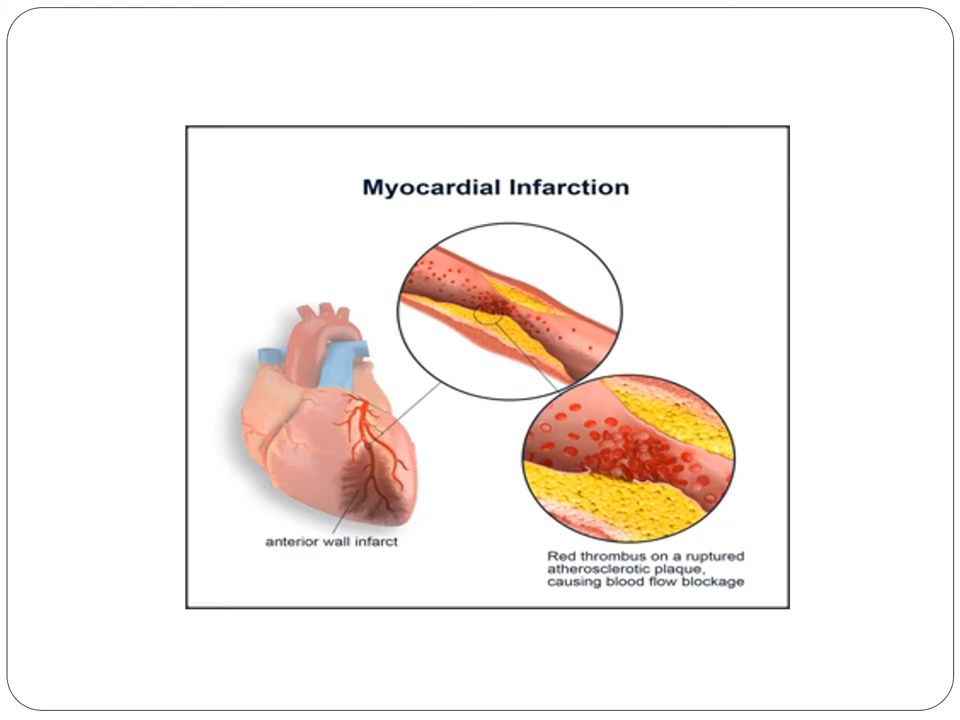 Myocardial Infarction
anterior wall infarct
Red thrombus on a ruptured
atherosclerotic plaque,
causing blood flow blockage